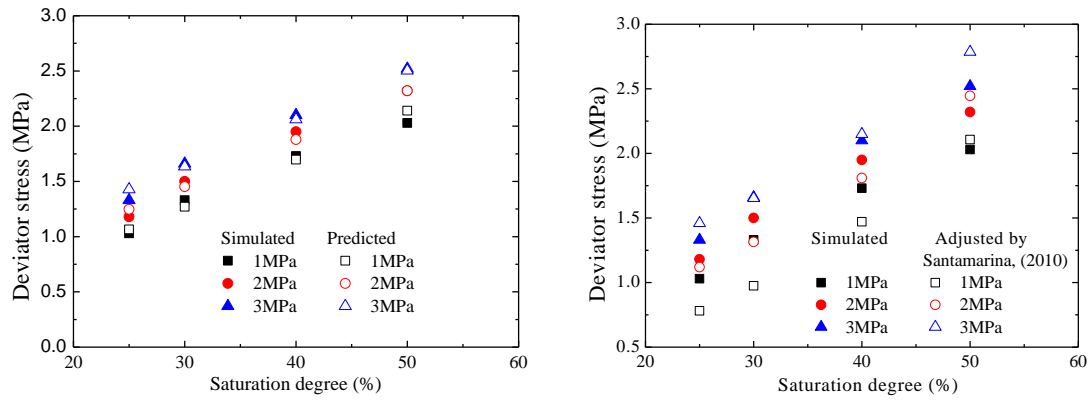 3.0
2.5
2.0
1.5
1.0
0.5
0.0
Deviator stress (MPa)
Simulated Predicted
1MPa 1MPa
2MPa 2MPa
3MPa 3MPa
20 30 40 50 60
Saturation degree (%)
3.0
2.5
2.0
1.5
1.0
0.5
Deviator stress (MPa)
Simulated Adjusted by
Santamarina, (2010)
1MPa 1MPa
2MPa 2MPa
3MPa 3MPa
20 30 40 50 60
Saturation degree (%)